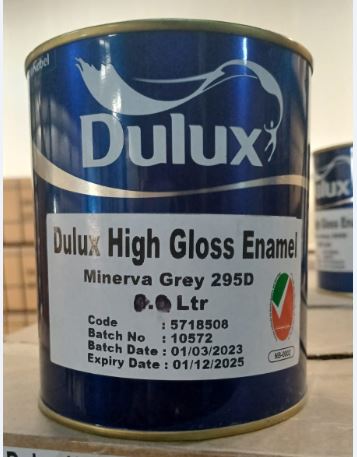 Dulux
Dulux High Gloss Enamel
Minerva Grey 295D
Ltr
Code : 5718508
Batch No : 10572
Batch Date : 01/03/2023
Expiry Date : 01/12/2025